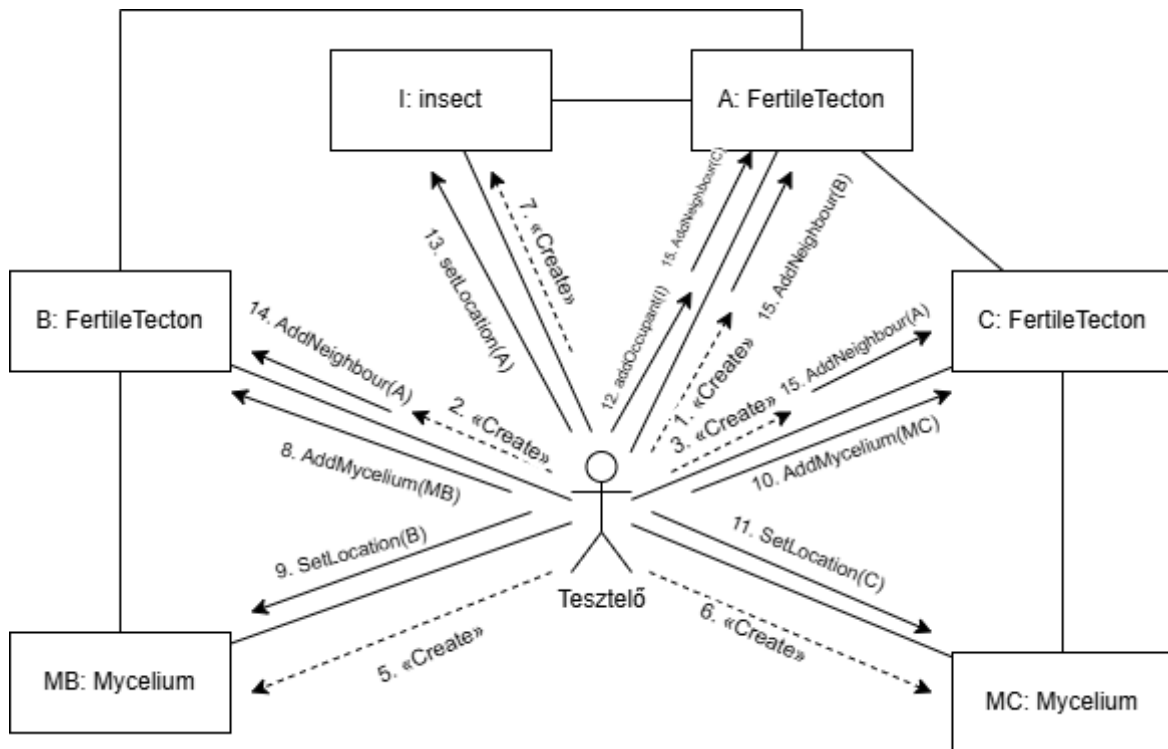 I: insect
A: FertileTecton
B: FertileTecton
C: FertileTecton
7. «Create»
13. setLocation(A)
15. AddNeighbour(C)
12. addOccupant(I)
15. AddNeighbour(B)
1. «Create»
14. AddNeighbour(A)
2. «Create»
8. AddMycelium(MB)
3. «Create»
15. AddNeighbour(A)
10. AddMycelium(MC)
9. SetLocation(B)
11. SetLocation(C)
Tesztelő
5. «Create»
6. «Create»
MB: Mycelium
MC: Mycelium